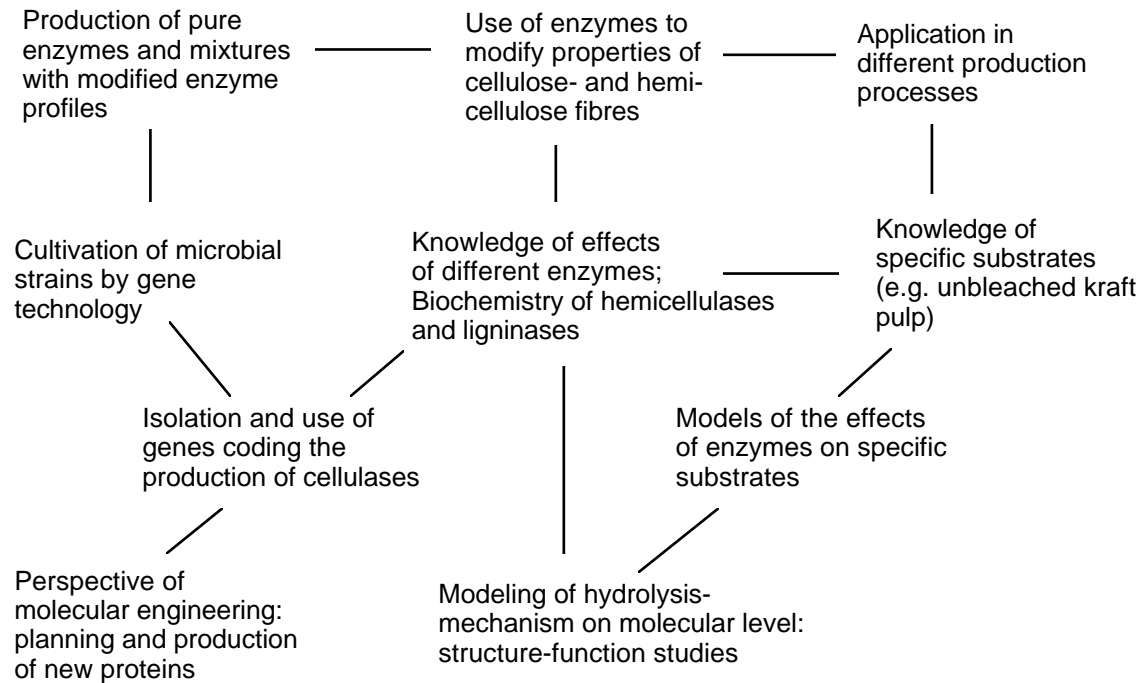 Production of pure
enzymes and mixtures
with modified enzyme
profiles
Use of enzymes to
modify properties of
cellulose- and hemi-
cellulose fibres
Application in
different production
processes
Cultivation of microbial
strains by gene
technology
Knowledge of effects
of different enzymes;
Biochemistry of hemicellulases
and ligninases
Knowledge of
specific substrates
(e.g. unbleached kraft
pulp)
Isolation and use of
genes coding the
production of cellulases
Models of the effects
of enzymes on specific
substrates
Perspective of
molecular engineering:
planning and production
of new proteins
Modeling of hydrolysis-
mechanism on molecular level:
structure-function studies